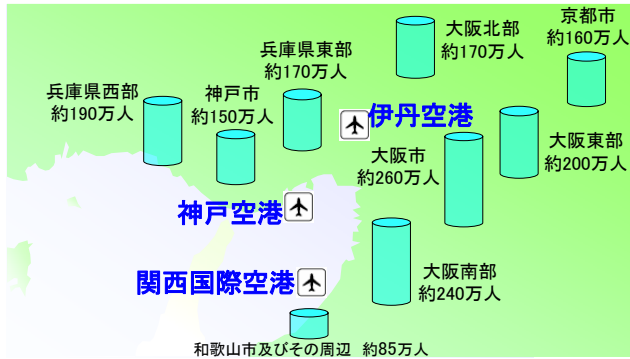 京都市
約160万人
大阪北部
約170万人
兵庫県東部
約170万人
兵庫県西部
約190万人
神戸市
約150万人
伊丹空港
大阪市
約260万人
大阪東部
約200万人
神戸空港
関西国際空港
大阪南部
約240万人
和歌山市及びその周辺 約85万人